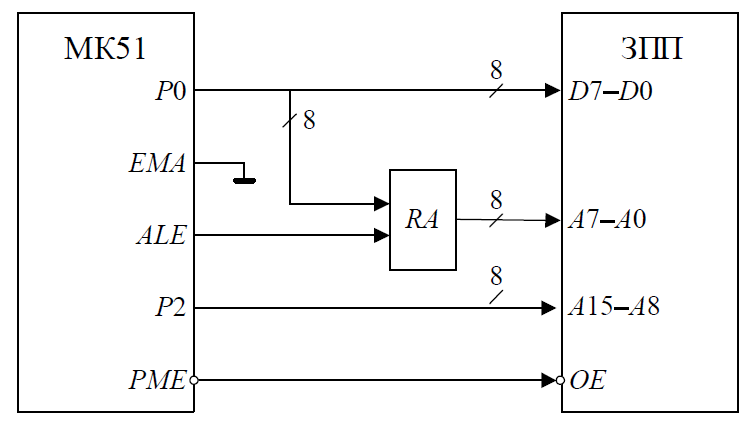 МК51
ЗПП
P0
8
D7–D0
8
EMA
ALE
RA
8
A7–A0
P2
8
A15–A8
PME
OE